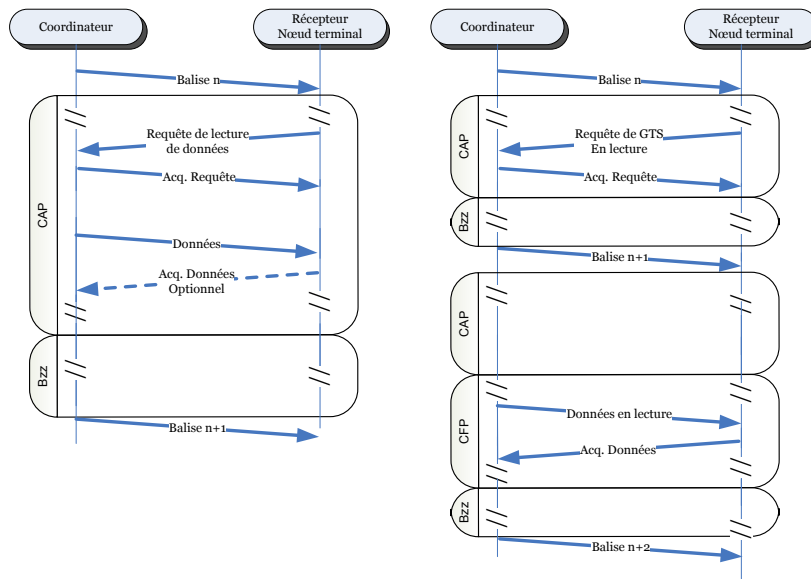 Coordinateur
Récepteur
Nœud terminal
Balise n
CAP
Requête de lecture
de données
Acq. Requête
Données
Acq. Données
Optionnel
Bzz
Balise n+1
Coordinateur
Récepteur
Nœud terminal
Balise n
CAP
Requête de GTS
En lecture
Acq. Requête
Bzz
Balise n+1
CAP
CFP
Données en lecture
Acq. Données
Bzz
Balise n+2